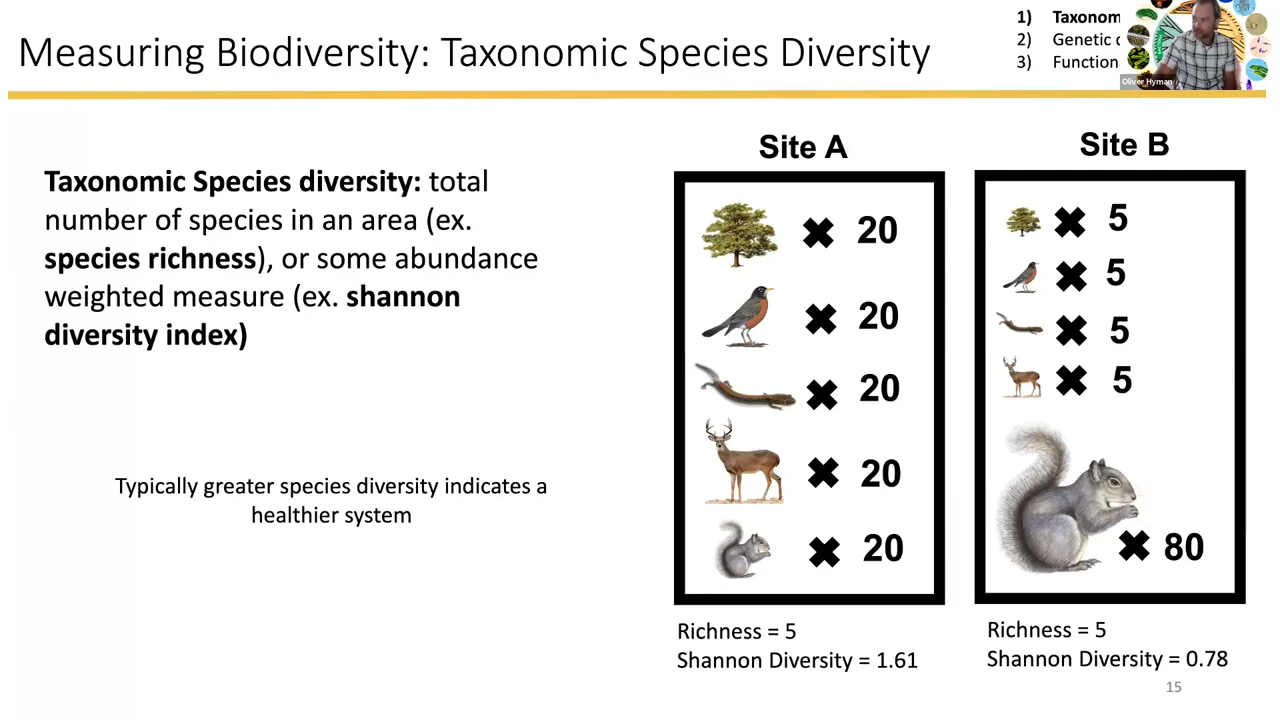 Measuring Biodiversity: Taxonomic Species Diversity
1) Taxonom
2) Genetic
3) Function
Oliver Hyman
Taxonomic Species diversity: total
number of species in an area (ex.
species richness), or some abundance
weighted measure (ex. shannon
diversity index)
Typically greater species diversity indicates a
healthier system
Site A
✖ 20
✖ 20
✖ 20
✖ 20
✖ 20
Richness = 5
Shannon Diversity = 1.61
Site B
✖ 5
✖ 5
✖ 5
✖ 5
✖ 80
Richness = 5
Shannon Diversity = 0.78
15